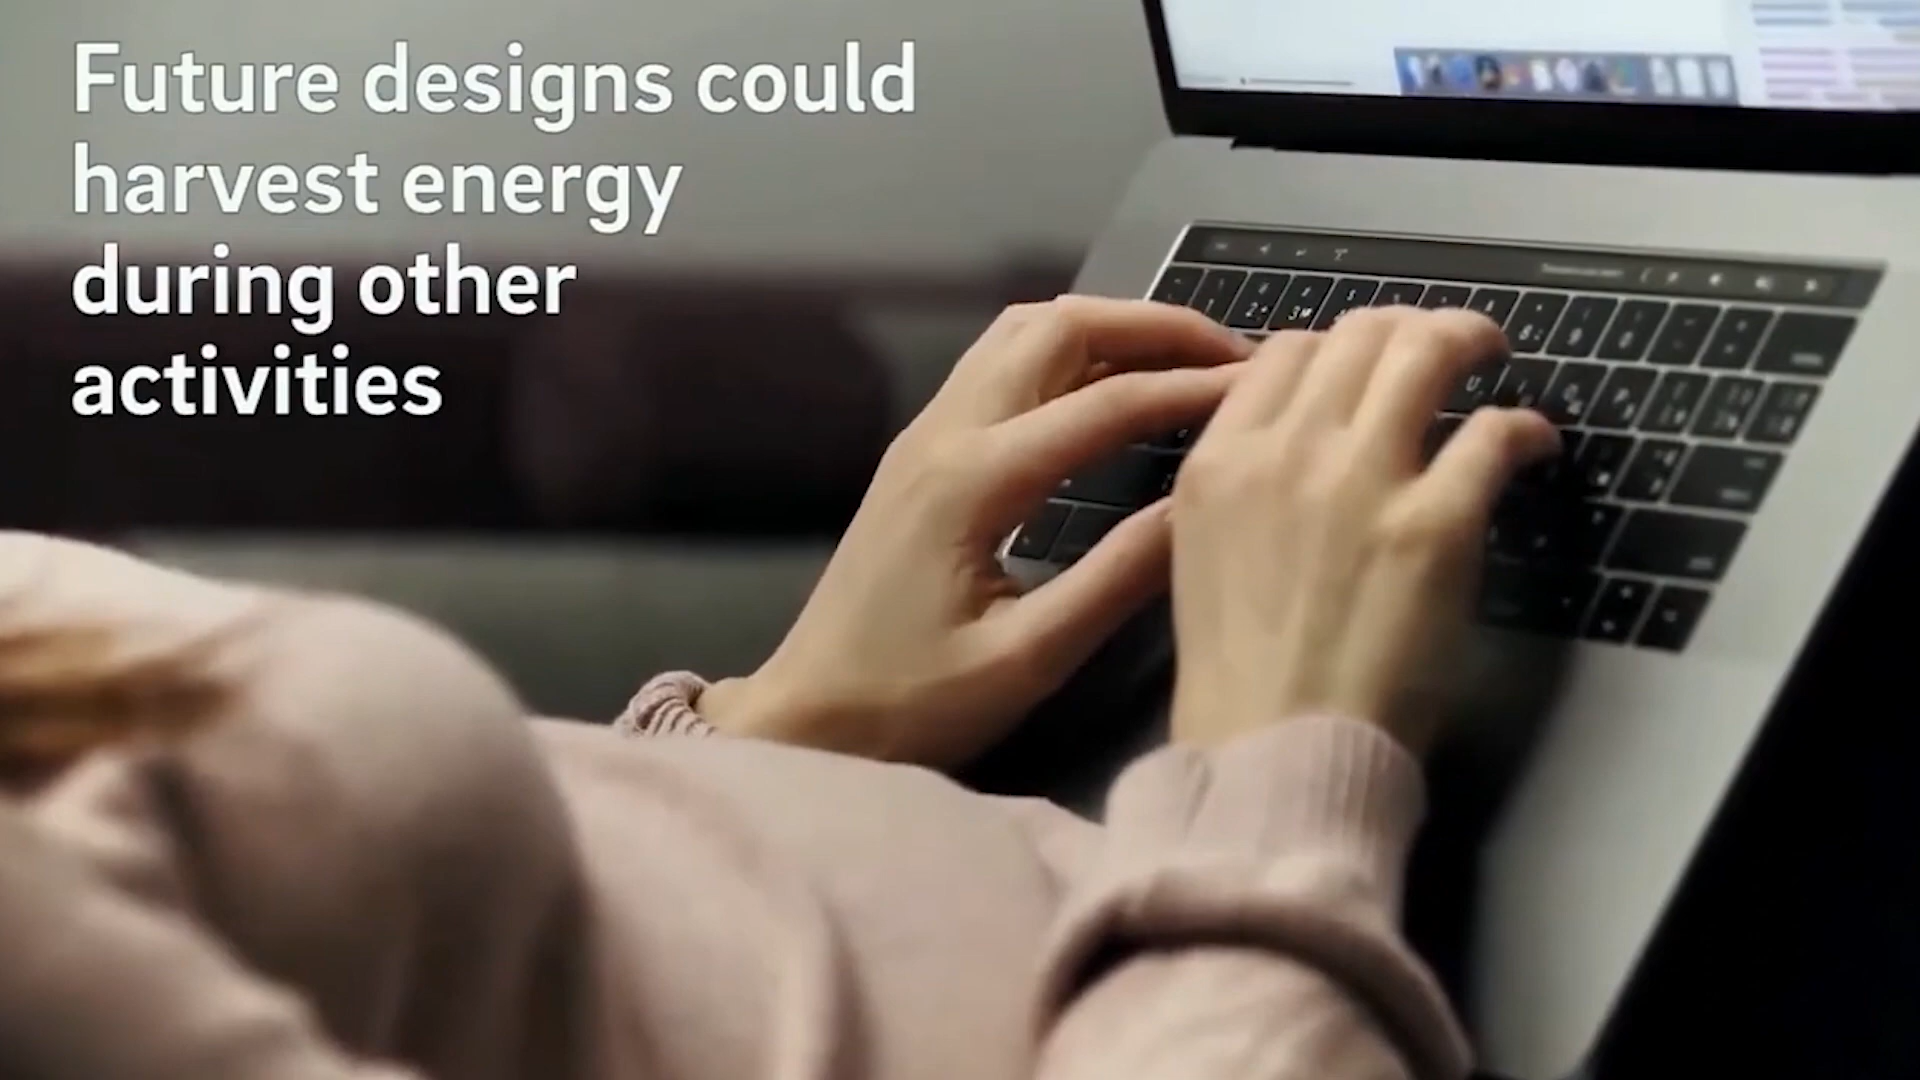 Future designs could
harvest energy
during other
activities